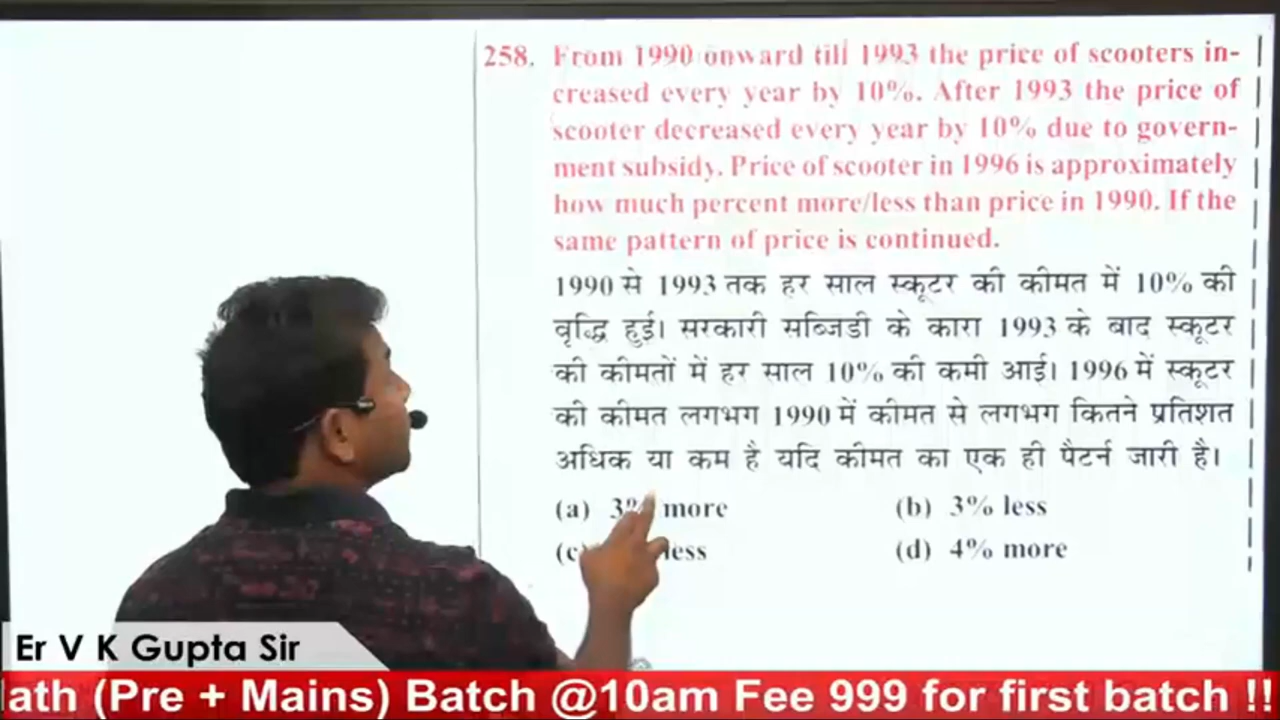 258. From 1990 onward till 1993 the price of scooters in-
creased every year by 10%. After 1993 the price of
scooter decreased every year by 10% due to govern-
ment subsidy. Price of scooter in 1996 is approximately
how much percent more/less than price in 1990. If the
same pattern of price is continued.
1990 से 1993 तक हर साल स्कूटर की कीमत में 10% की
वृद्धि हुई। सरकारी सब्जिडी के कारा 1993 के बाद स्कूटर
की कीमतों में हर साल 10% की कमी आई। 1996 में स्कूटर
की कीमत लगभग 1990 में कीमत से लगभग कितने प्रतिशत
अधिक या कम है यदि कीमत का एक ही पैटर्न जारी है।
(a) 3% more (b) 3% less
(c) less (d) 4% more
Er V K Gupta Sir
(Pre + Mains) Batch @10am Fee 999 for first batch !!